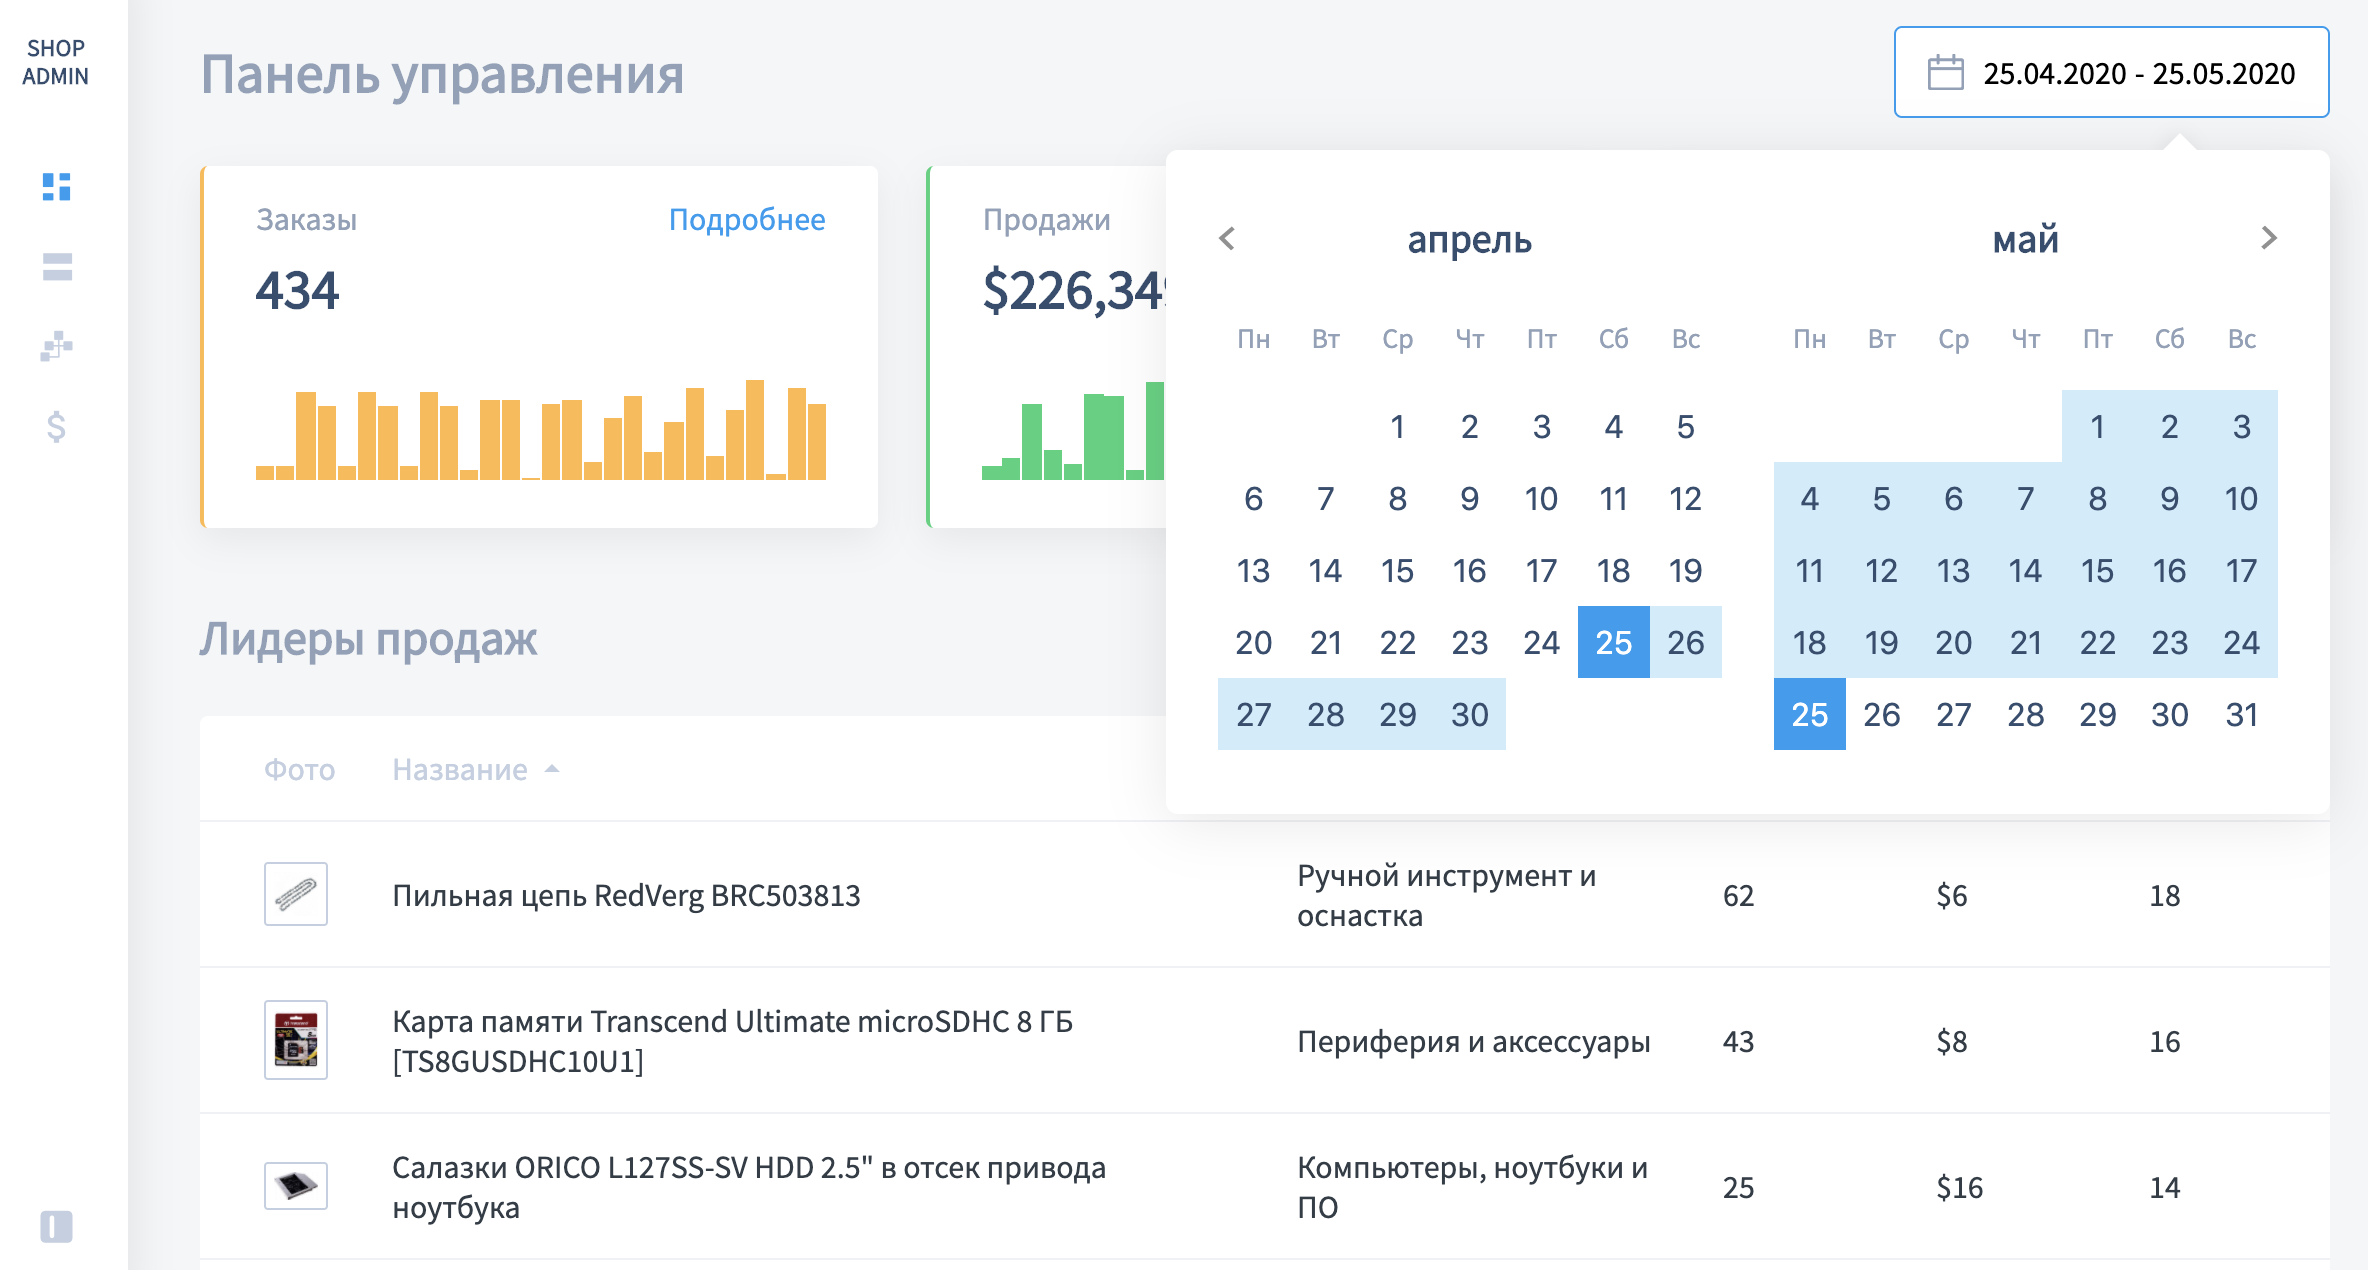 SHOP
ADMIN
Панель управления
25.04.2020 - 25.05.2020
Заказы
Подробнее
434
Продажи
$226,349
апрель
Пн Вт Ср Чт Пт Сб Вс
1 2 3 4 5
6 7 8 9 10 11 12
13 14 15 16 17 18 19
20 21 22 23 24 25 26
27 28 29 30
май
Пн Вт Ср Чт Пт Сб Вс
1 2 3
4 5 6 7 8 9 10
11 12 13 14 15 16 17
18 19 20 21 22 23 24
25 26 27 28 29 30 31
Лидеры продаж
Фото Название
Пильная цепь RedVerg BRC503813
Ручной инструмент и
оснастка
62 $6 18
Карта памяти Transcend Ultimate microSDHC 8 ГБ
[TS8GUSDHC10U1]
Периферия и аксессуары
43 $8 16
Салазки ORICO L127SS-SV HDD 2.5" в отсек привода
ноутбука
Компьютеры, ноутбуки и
ПО
25 $16 14